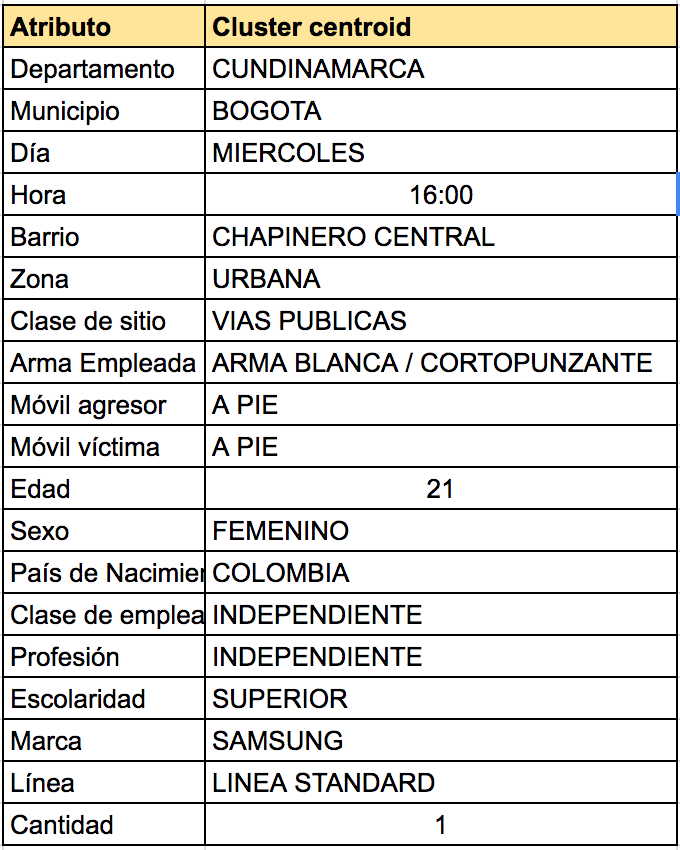 Atributo Cluster centroid
Departamento CUNDINAMARCA
Municipio BOGOTA
Día MIERCOLES
Hora 16:00
Barrio CHAPINERO CENTRAL
Zona URBANA
Clase de sitio VIAS PUBLICAS
Arma Empleada ARMA BLANCA / CORTOPUNZANTE
Móvil agresor A PIE
Móvil víctima A PIE
Edad 21
Sexo FEMENINO
País de Nacimier COLOMBIA
Clase de emplea INDEPENDIENTE
Profesión INDEPENDIENTE
Escolaridad SUPERIOR
Marca SAMSUNG
Línea LINEA STANDARD
Cantidad 1